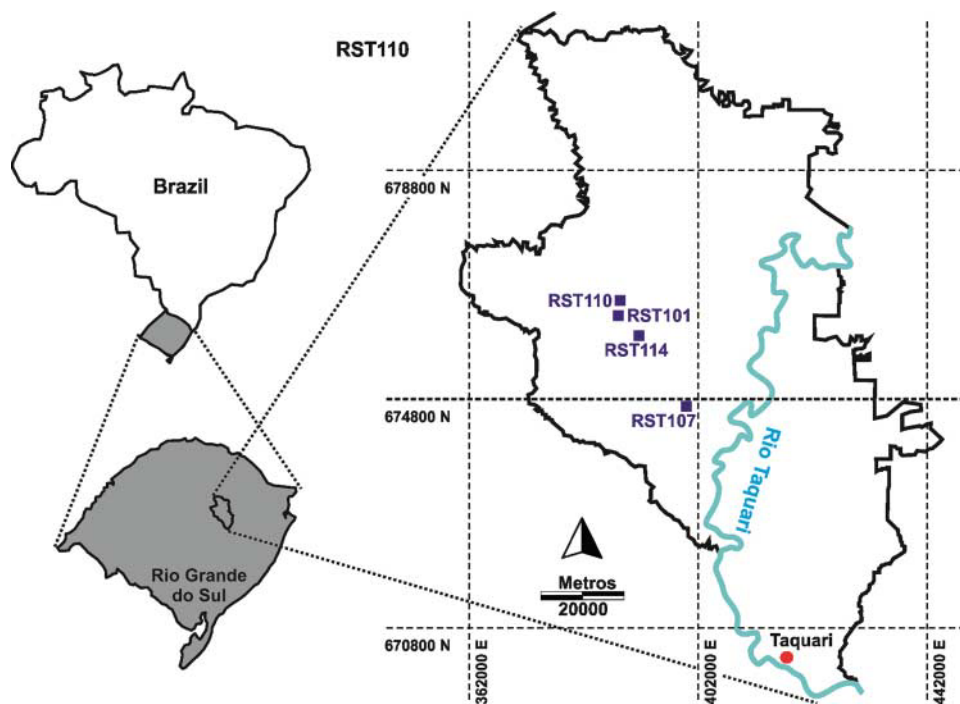 RST110
Brazil
678800 N
RST110
RST101
RST114
674800 N
RST107
Rio Taquari
Rio Grande
do Sul
Metros
20000
670800 N
Taquari
362000 E
402000 E
442000 E